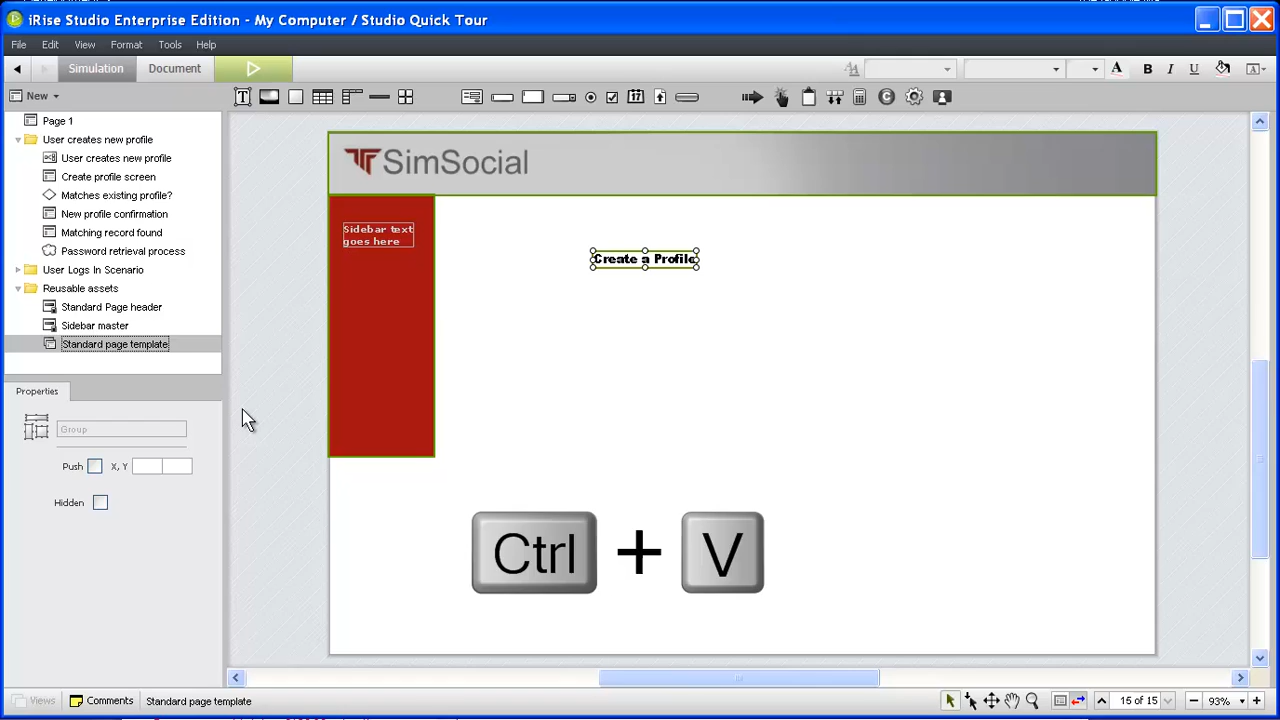 iRise Studio Enterprise Edition - My Computer / Studio Quick Tour
File Edit View Format Tools Help
Simulation Document
B I U
New
17
Page 1
User creates new profile
User creates new profile
Create profile screen
Matches existing profile?
New profile confirmation
Matching record found
Password retrieval process
User Logs In Scenario
Reusable assets
Standard Page header
Sidebar master
Standard page template
SimSocial
Sidebar text
goes here
Create a Profile
Properties
Group
Push X, Y
Hidden
Ctrl + V
Views Comments Standard page template 15 of 15 93%